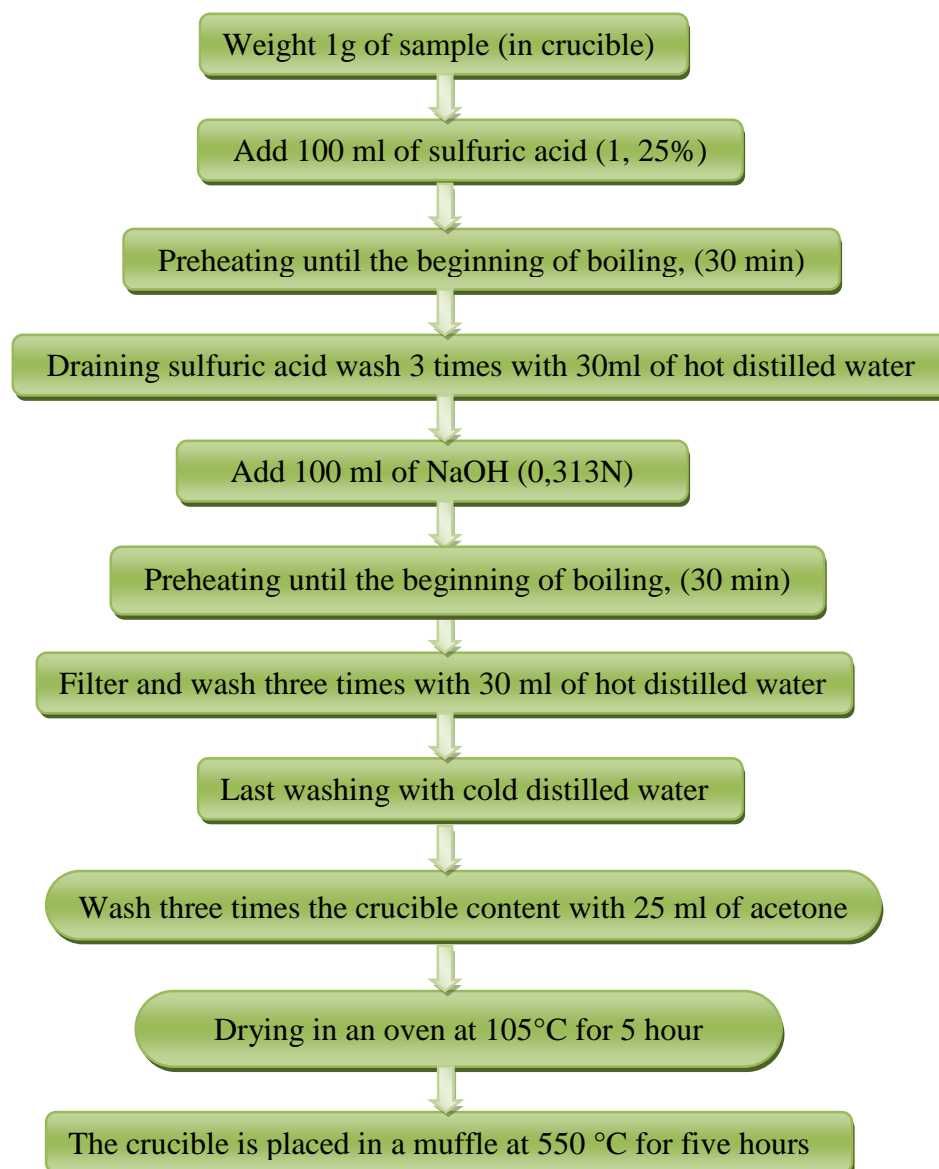 Weight 1g of sample (in crucible)
Add 100 ml of sulfuric acid (1, 25%)
Preheating until the beginning of boiling, (30 min)
Draining sulfuric acid wash 3 times with 30ml of hot distilled water
Add 100 ml of NaOH (0,313N)
Preheating until the beginning of boiling, (30 min)
Filter and wash three times with 30 ml of hot distilled water
Last washing with cold distilled water
Wash three times the crucible content with 25 ml of acetone
Drying in an oven at 105°C for 5 hour
The crucible is placed in a muffle at 550 °C for five hours